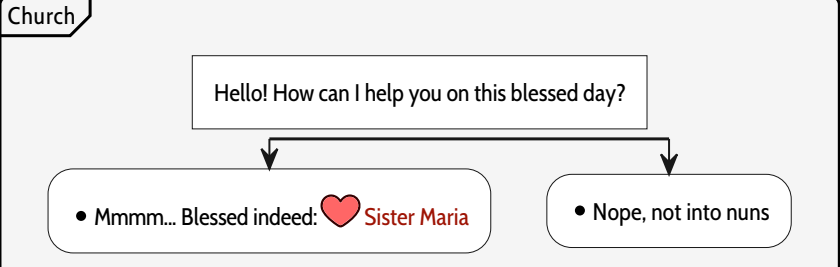 Church
Hello! How can I help you on this blessed day?
Mmmm... Blessed indeed: Sister Maria
Nope, not into nuns